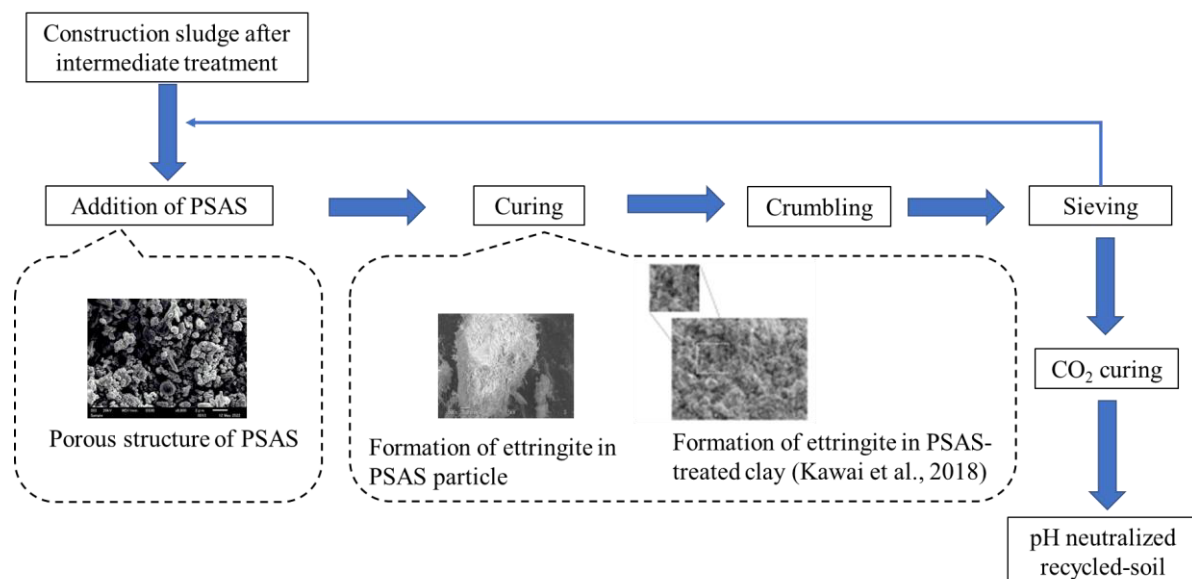 Construction sludge after
intermediate treatment
Addition of PSAS
Curing
Crumbling
Sieving
Porous structure of PSAS
Formation of ettringite in
PSAS particle
Formation of ettringite in PSAS-
treated clay (Kawai et al., 2018)
CO₂ curing
pH neutralized
recycled-soil